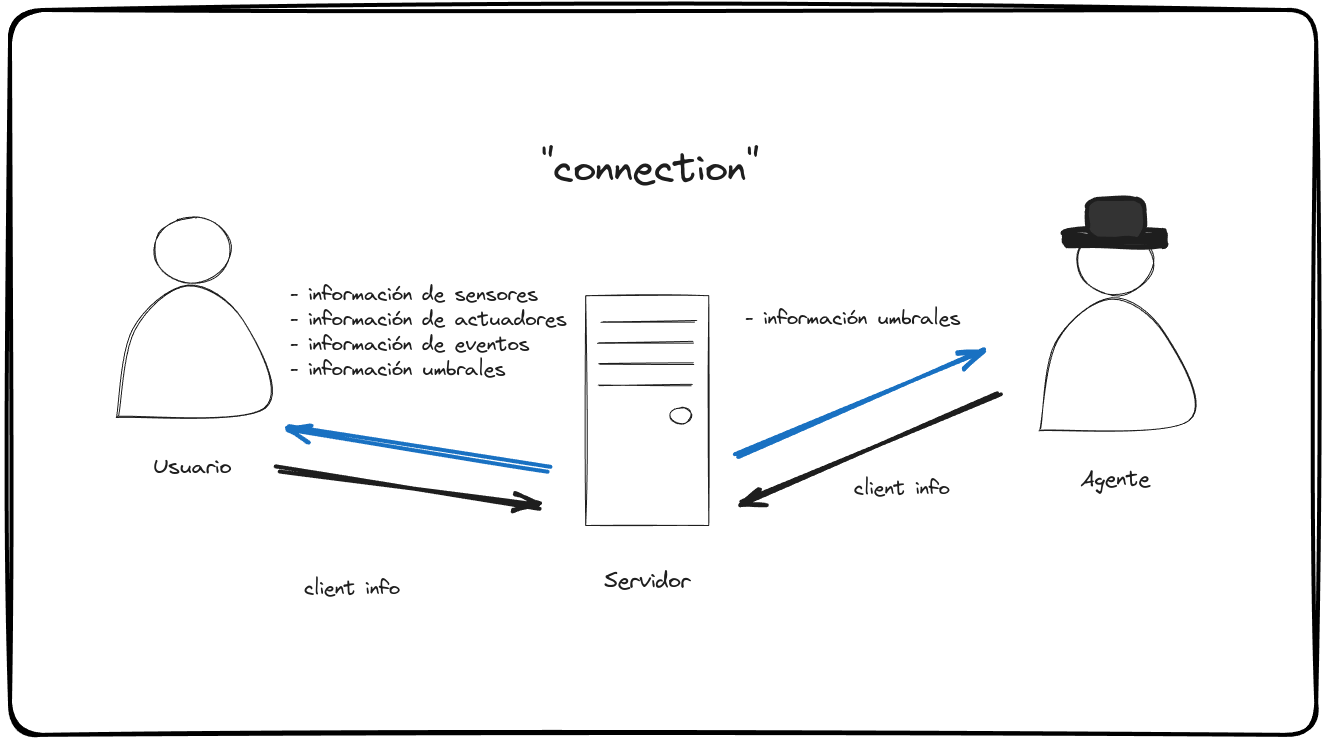 "connection"
- información de sensores
- información de actuadores
- información de eventos
- información umbrales
- información umbrales
Usuario
client info
Servidor
client info
Agente